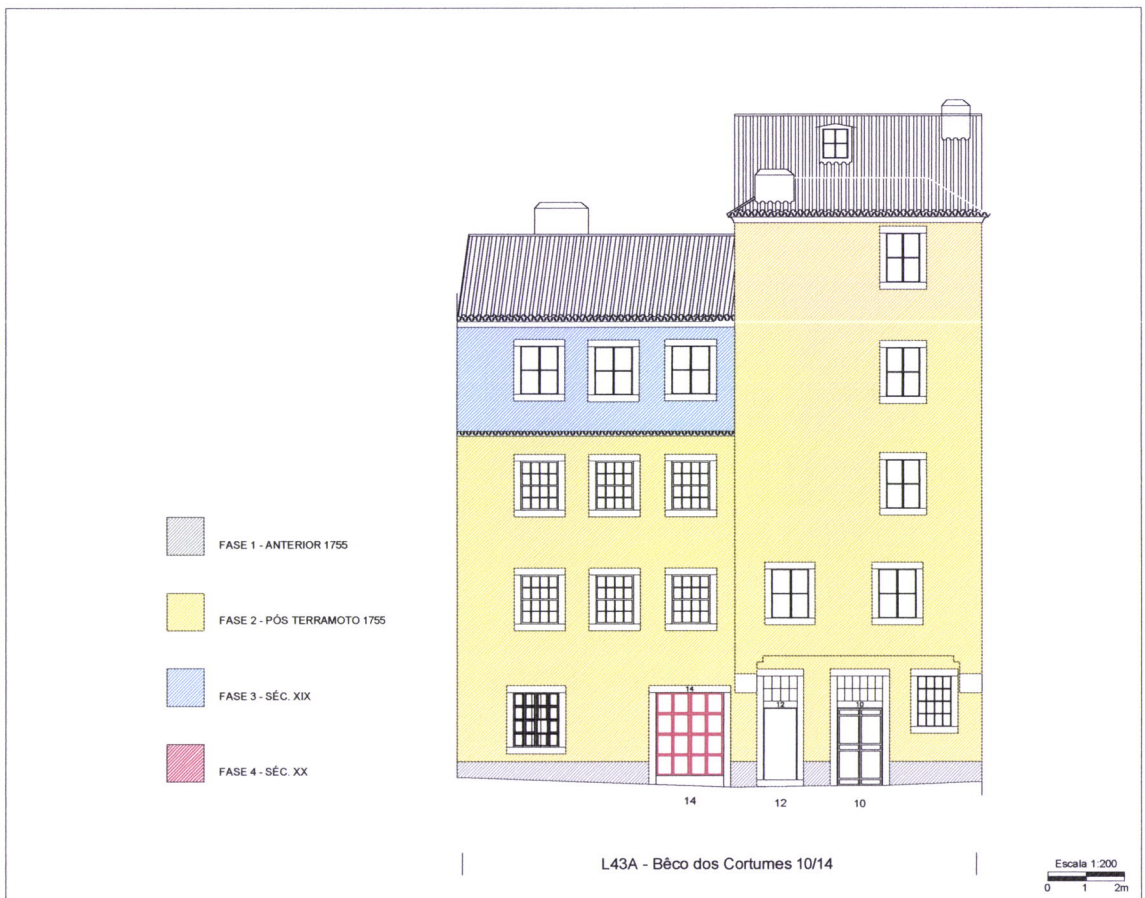 FASE 1 - ANTERIOR 1755
FASE 2 - PÓS TERRAMOTO 1755
FASE 3 - SÉC. XIX
FASE 4 - SÉC. XX
14
12
10
14
12
10
L43A - Bêco dos Cortumes 10/14
Escala 1:200
0 1 2m